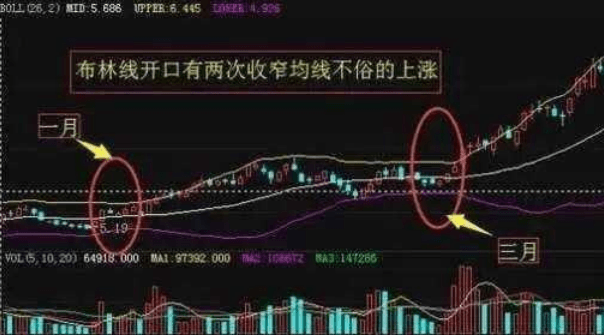 BOLL(26,2) MID:5.686 UPPER:6.445 LOWER:4.926
布林线开口有两次收窄均线不俗的上涨
一月
5.19
三月
VOL(5,10,20) 64918.000 MA1:97392.000 MA2:108672 MA3:147286